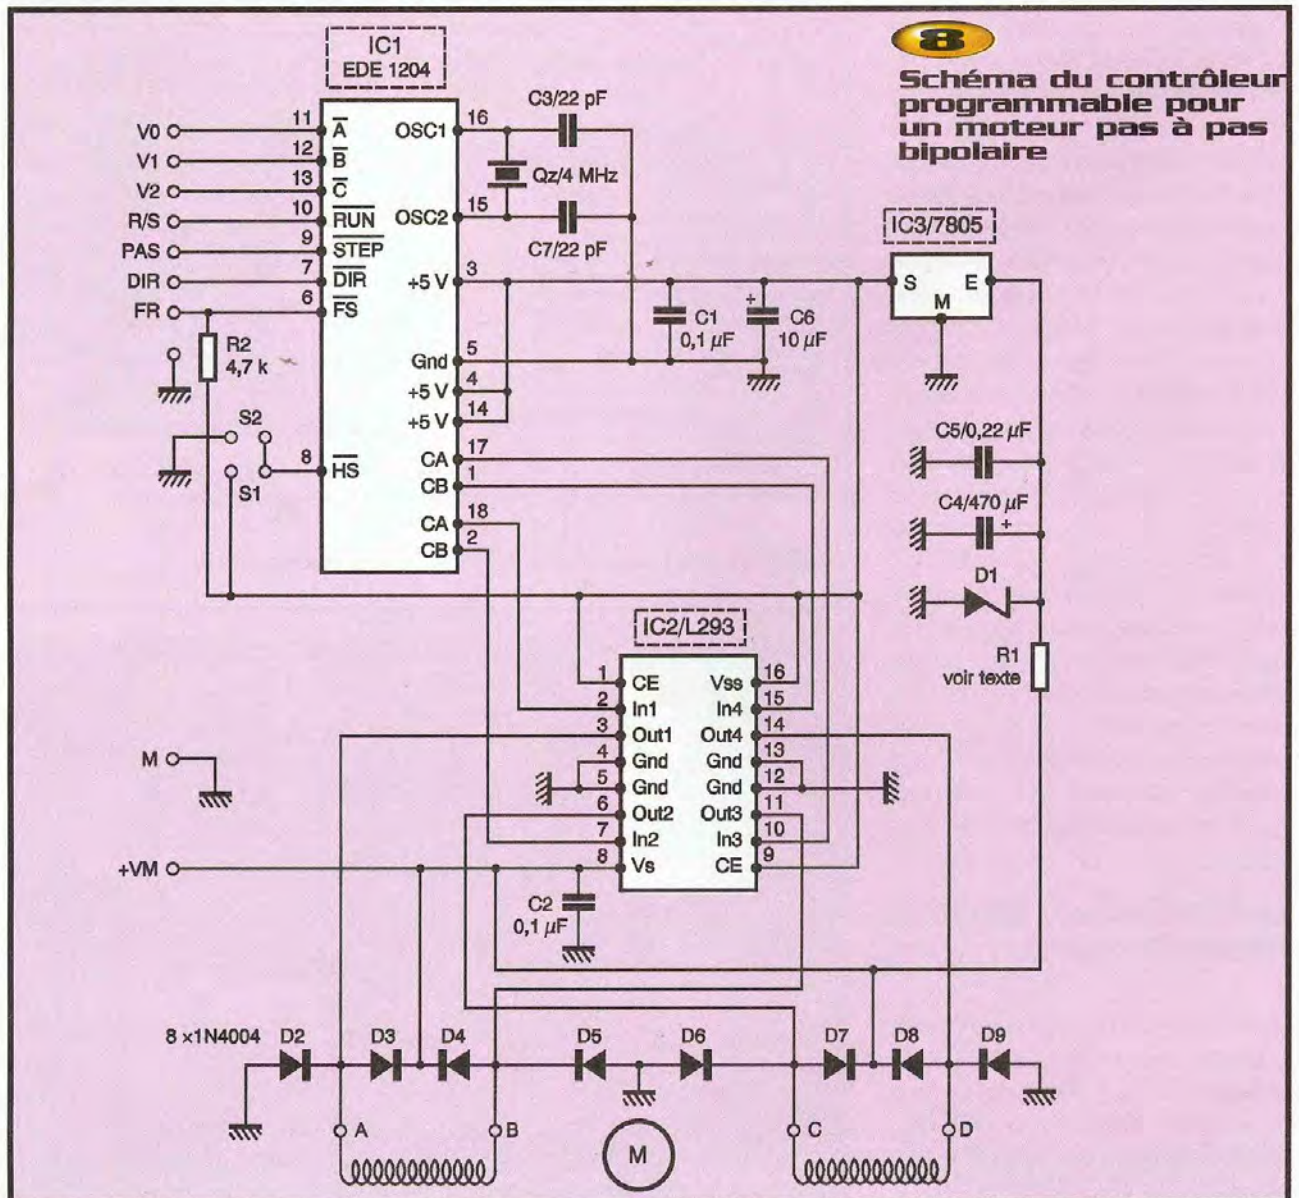 8
Schéma du contrôleur
programmable pour
un moteur pas à pas
bipolaire
IC1
EDE 1204
V0
V1
V2
R/S
PAS
DIR
FR
11
12
13
10
9
7
6
8
A
B
C
RUN
STEP
DIR
FS
HS
OSC1
OSC2
+5 V
Gnd
+5 V
+5 V
CA
CB
CA
CB
16
15
3
5
4
14
17
1
18
2
C3/22 pF
Qz/4 MHz
C7/22 pF
C1
0,1 µF
+
C6
10 µF
IC3/7805
S
E
M
R2
4,7 k
S2
S1
C5/0,22 µF
C4/470 µF
+
D1
R1
voir texte
IC2/L293
1
2
3
4
5
6
7
8
CE
In1
Out1
Gnd
Gnd
Out2
In2
Vs
Vss
In4
Out4
Gnd
Gnd
Out3
In3
CE
16
15
14
13
12
11
10
9
M
+VM
C2
0,1 µF
8 x1N4004
D2
D3
D4
D5
D6
D7
D8
D9
A
B
M
C
D